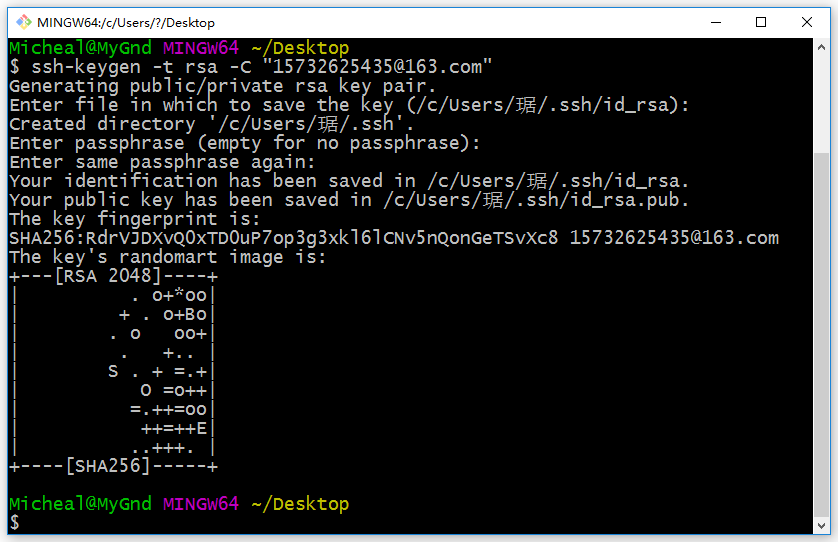 MINGW64:/c/Users/?/Desktop
Micheal@MyGnd MINGW64 ~/Desktop
$ ssh-keygen -t rsa -C "15732625435@163.com"
Generating public/private rsa key pair.
Enter file in which to save the key (/c/Users/琚/.ssh/id_rsa):
Created directory '/c/Users/琚/.ssh'.
Enter passphrase (empty for no passphrase):
Enter same passphrase again:
Your identification has been saved in /c/Users/琚/.ssh/id_rsa.
Your public key has been saved in /c/Users/琚/.ssh/id_rsa.pub.
The key fingerprint is:
SHA256:RdrVJDXvQ0xTD0uP7op3g3xkl6lCNv5nQonGeTSvXc8 15732625435@163.com
The key's randomart image is:
+---[RSA 2048]----+
|          . o+*oo|
|         + . o+Bo|
|        . o   oo+|
|         .   +.. |
|        S . + =.+|
|           O =o++|
|          =.++=oo|
|           ++=++E|
|          ..+++. |
+----[SHA256]-----+
Micheal@MyGnd MINGW64 ~/Desktop
$